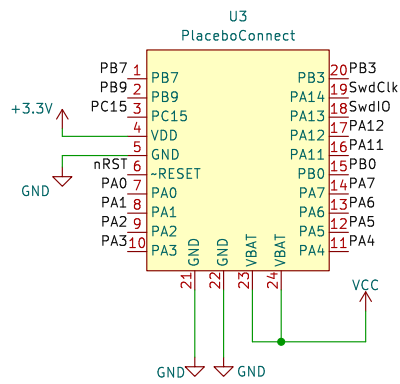 U3
PlaceboConnect
PB7 1 PB7 PB3 20 PB3
PB9 2 PB9 PA14 19 SwdClk
PC15 3 PC15 PA13 18 SwdIO
+3.3V 4 VDD PA12 17 PA12
5 GND PA11 16 PA11
nRST 6 ~RESET PB0 15 PB0
PA0 7 PA0 PA7 14 PA7
PA1 8 PA1 PA6 13 PA6
PA2 9 PA2 PA5 12 PA5
PA3 10 PA3 PA4 11 PA4
GND
GND GND VBAT VBAT
21 22 23 24
VCC
GND GND